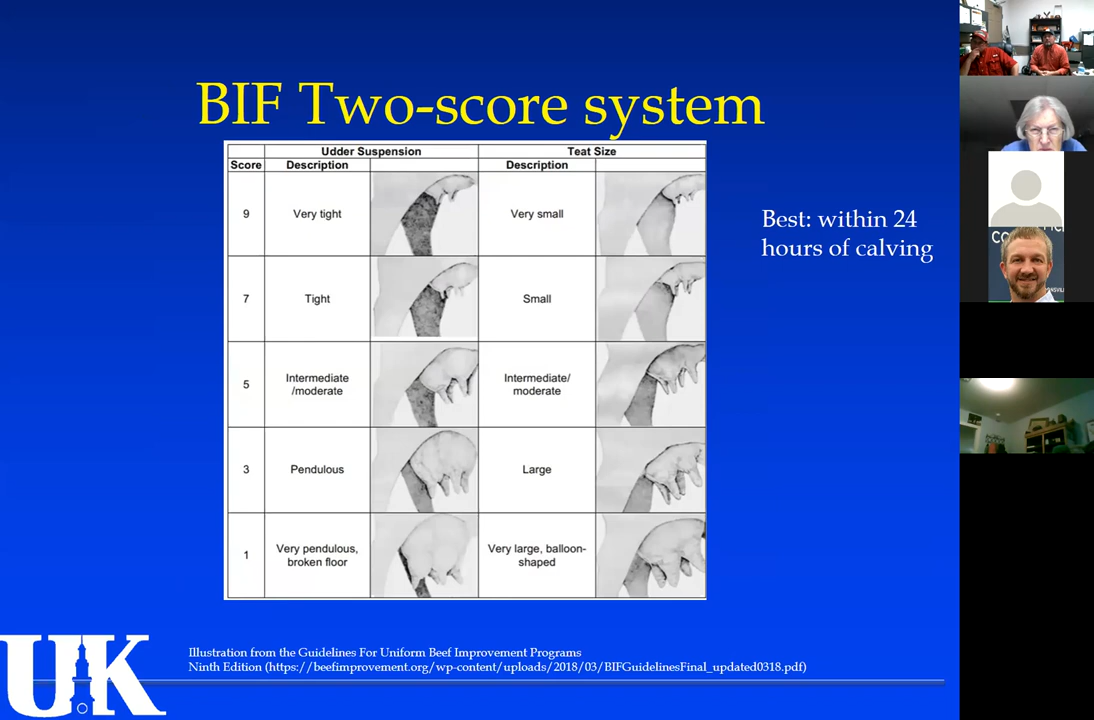 BIF Two-score system
Udder Suspension Teat Size
Score Description Description
9 Very tight Very small
7 Tight Small
5 Intermediate /moderate Intermediate/ moderate
3 Pendulous Large
1 Very pendulous, broken floor Very large, balloon-shaped
Best: within 24
hours of calving
Illustration from the Guidelines For Uniform Beef Improvement Programs
Ninth Edition (https://beefimprovement.org/wp-content/uploads/2018/03/BIFGuidelinesFinal_updated0318.pdf)
UK